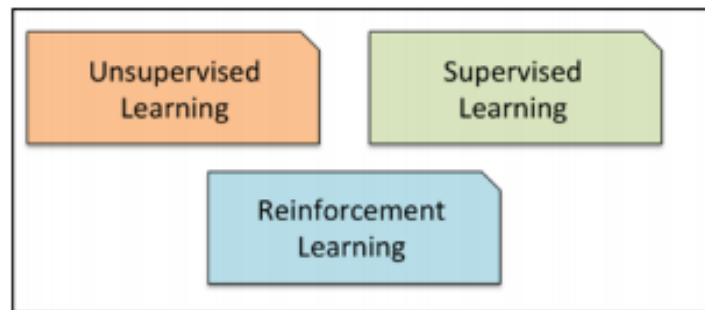 Unsupervised
Learning
Supervised
Learning
Reinforcement
Learning